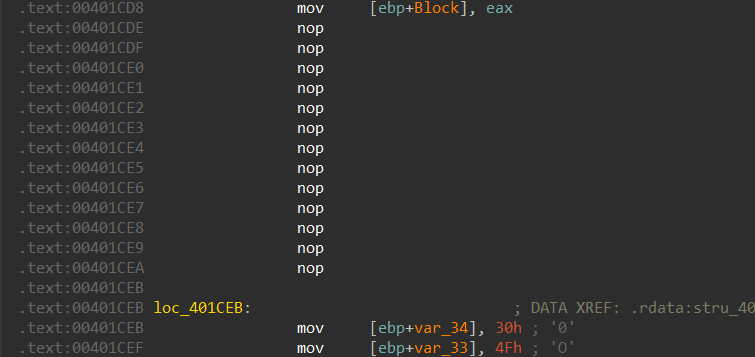 .text:00401CD8 mov [ebp+Block], eax
.text:00401CDE nop
.text:00401CDF nop
.text:00401CE0 nop
.text:00401CE1 nop
.text:00401CE2 nop
.text:00401CE3 nop
.text:00401CE4 nop
.text:00401CE5 nop
.text:00401CE6 nop
.text:00401CE7 nop
.text:00401CE8 nop
.text:00401CE9 nop
.text:00401CEA nop
.text:00401CEB
.text:00401CEB loc_401CEB: ; DATA XREF: .rdata:stru_40
.text:00401CEB mov [ebp+var_34], 30h ; '0'
.text:00401CEF mov [ebp+var_33], 4Fh ; 'O'